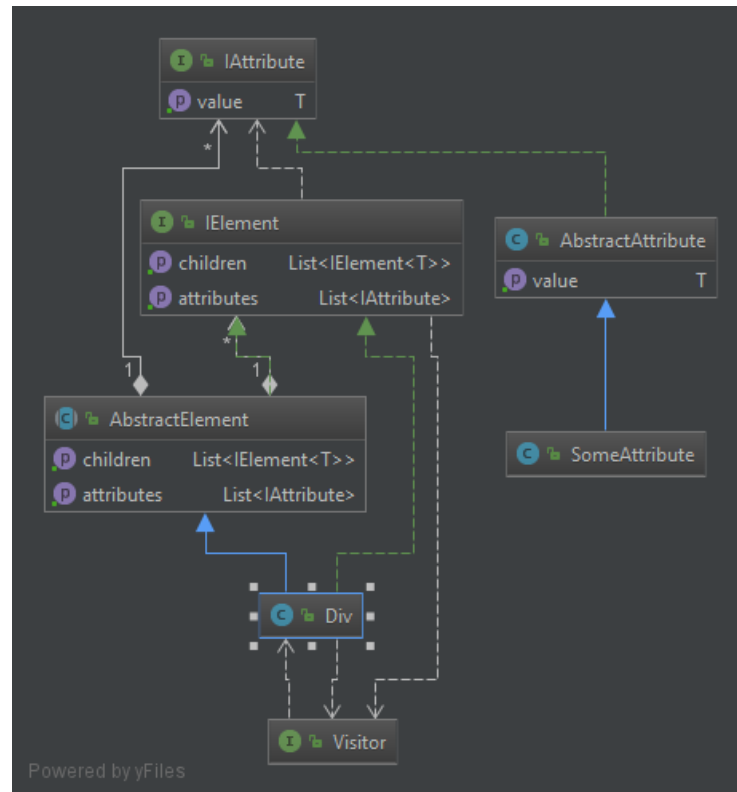 IAttribute
value T
*
IElement
children List<IElement<T>>
attributes List<IAttribute>
AbstractAttribute
value T
*
1
1
AbstractElement
children List<IElement<T>>
attributes List<IAttribute>
SomeAttribute
Div
Visitor
Powered by yFiles